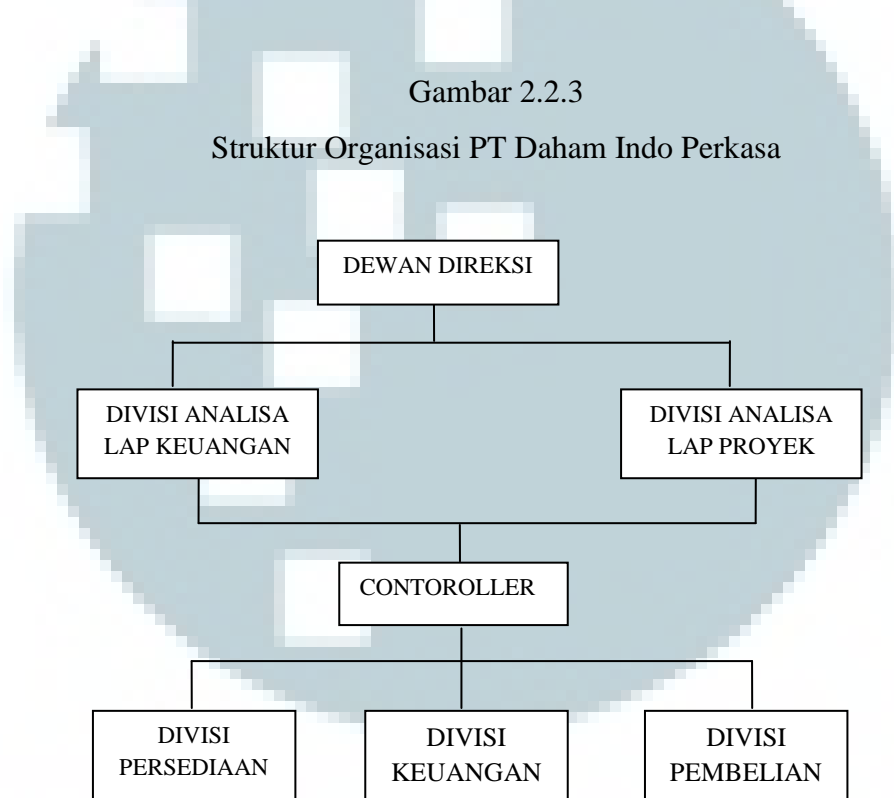 Gambar 2.2.3
Struktur Organisasi PT Daham Indo Perkasa
DEWAN DIREKSI
DIVISI ANALISA
LAP KEUANGAN
DIVISI ANALISA
LAP PROYEK
CONTOROLLER
DIVISI
PERSEDIAAN
DIVISI
KEUANGAN
DIVISI
PEMBELIAN